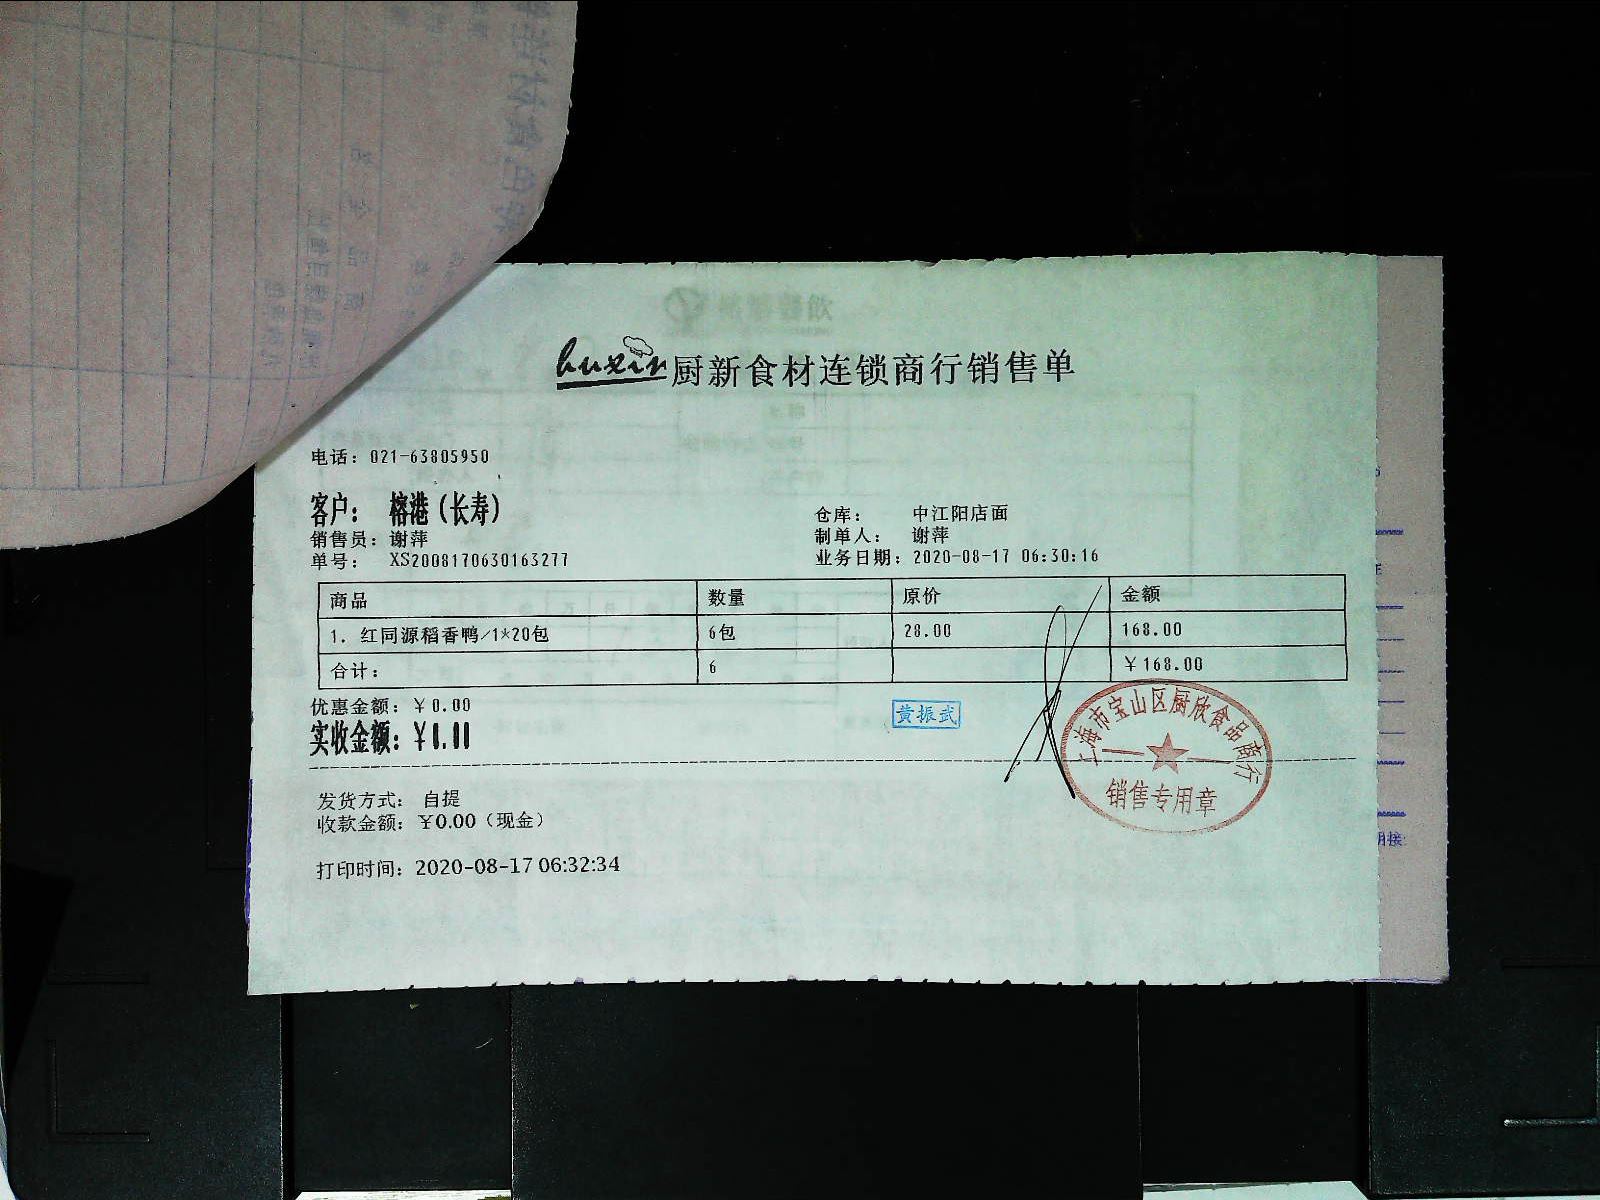 huxin厨新食材连锁商行销售单
电话：021-63805950
客户： 榕港（长寿）
仓库： 中江阳店面
销售员：谢萍
制单人： 谢萍
单号： XS2008170630163277
业务日期：2020-08-17 06:30:16
商品 数量 原价 金额
1. 红同源稻香鸭/1*20包 6包 28.00 168.00
合计： 6 ￥168.00
优惠金额：￥0.00
黄振武
实收金额：￥0.00
上海市宝山区厨欣食品商行
销售专用章
发货方式： 自提
收款金额：￥0.00（现金）
打印时间：2020-08-17 06:32:34